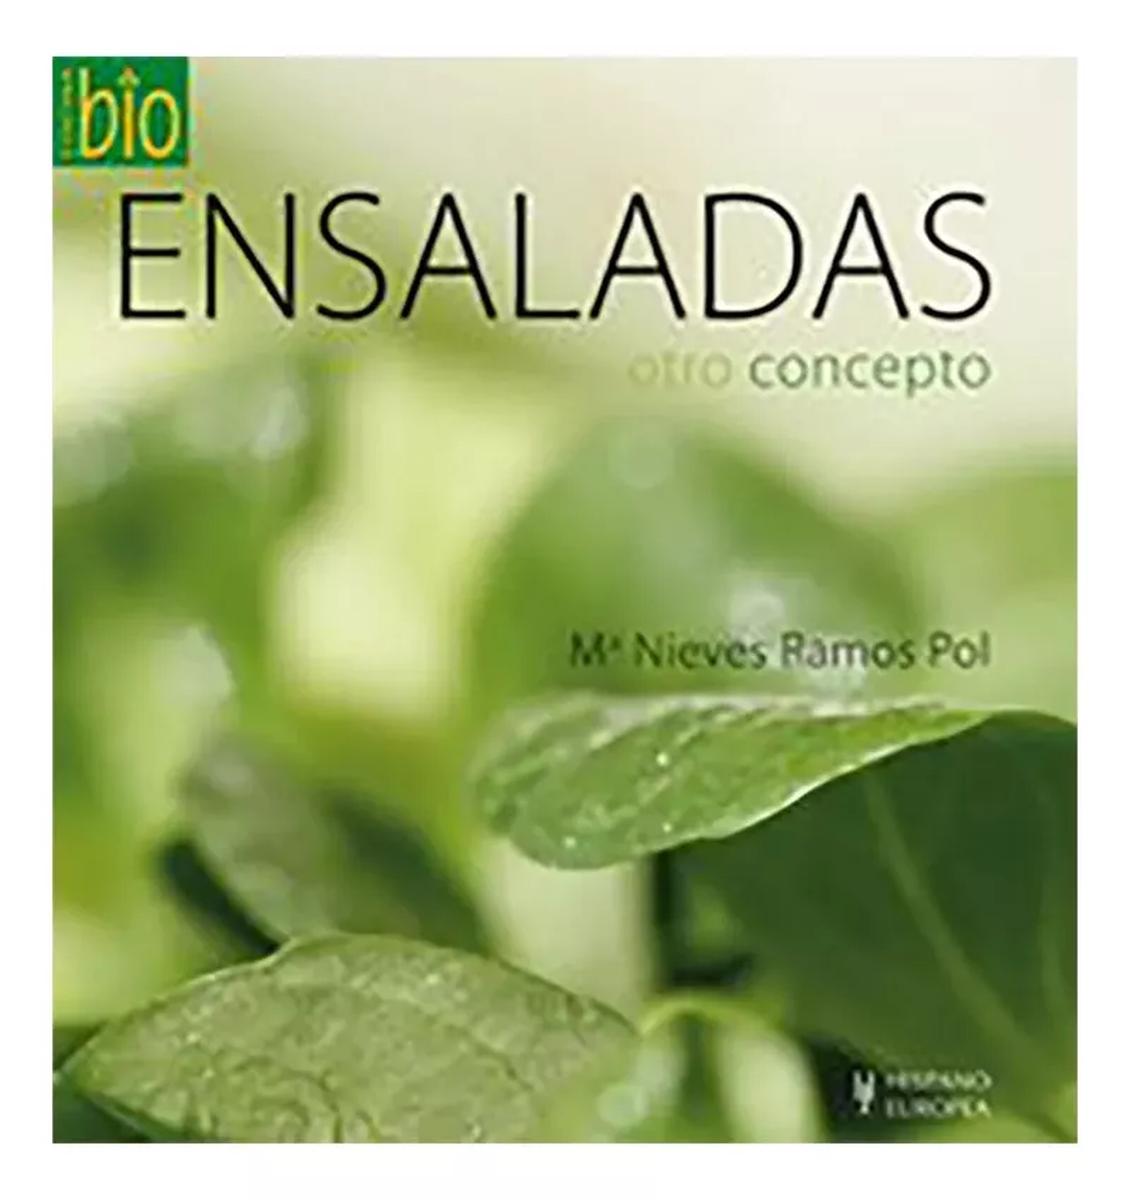 bio
ENSALADAS
otro concepto
Mª Nieves Ramos Pol
HISPANO
EUROPEA